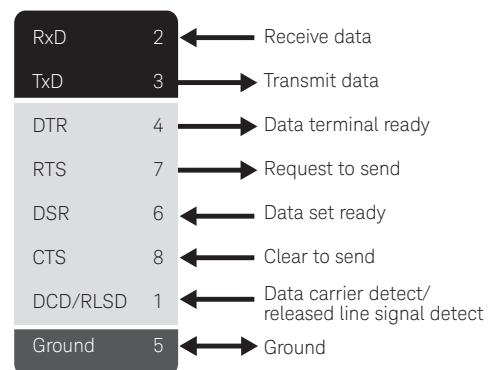 RxD 2 Receive data
TxD 3 Transmit data
DTR 4 Data terminal ready
RTS 7 Request to send
DSR 6 Data set ready
CTS 8 Clear to send
DCD/RLSD 1 Data carrier detect/
released line signal detect
Ground 5 Ground